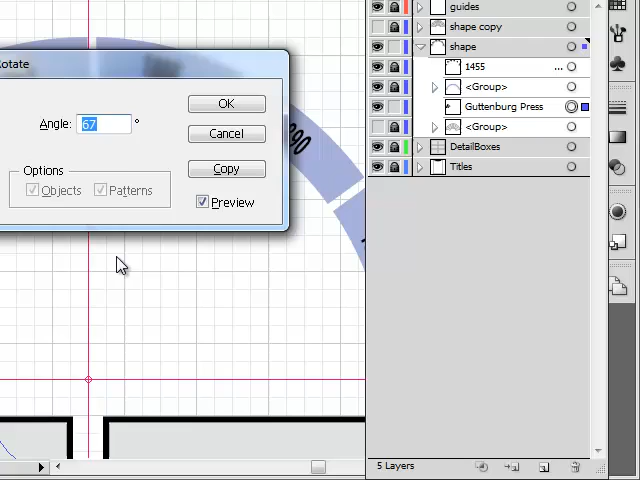 otate
Angle: 67 °
OK
Cancel
Options
Objects Patterns
Copy
Preview
guides
shape copy
shape
1455 ...
<Group>
Guttenburg Press
<Group>
DetailBoxes
Titles
5 Layers